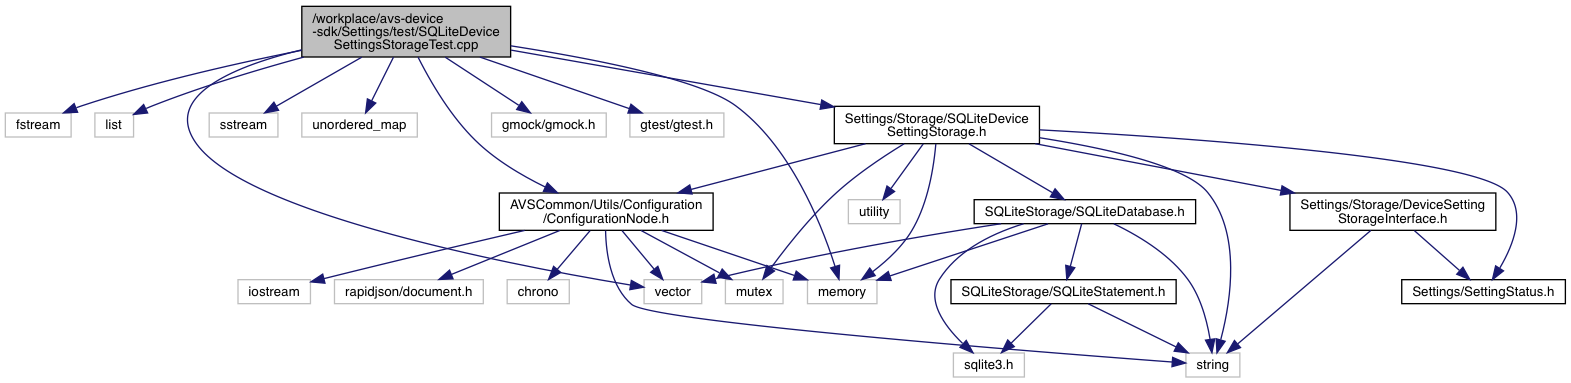 /workplace/avs-device
-sdk/Settings/test/SQLiteDevice
SettingsStorageTest.cpp
fstream
list
sstream
unordered_map
gmock/gmock.h
gtest/gtest.h
Settings/Storage/SQLiteDevice
SettingStorage.h
AVSCommon/Utils/Configuration
/ConfigurationNode.h
utility
SQLiteStorage/SQLiteDatabase.h
Settings/Storage/DeviceSetting
StorageInterface.h
iostream
rapidjson/document.h
chrono
vector
mutex
memory
SQLiteStorage/SQLiteStatement.h
Settings/SettingStatus.h
sqlite3.h
string